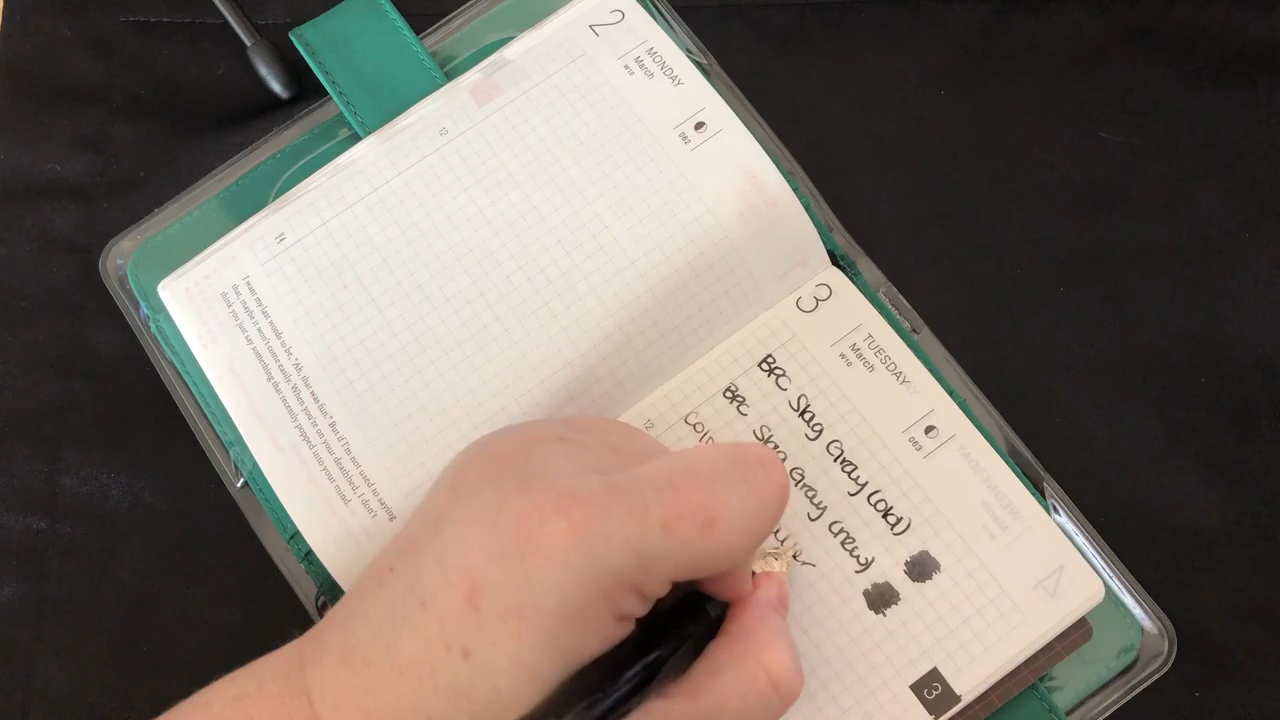 2
MONDAY
March
W10
062
12
I want my last words to be, "Ah, that was fun." But if I'm not used to saying
that, maybe it won't come easily. When you're on your deathbed, I don't
think you just say something that recently popped into your mind.
3
TUESDAY
March
W10
063
12
BPC Slag Gray (old)
BPC Slag Gray (new)
3